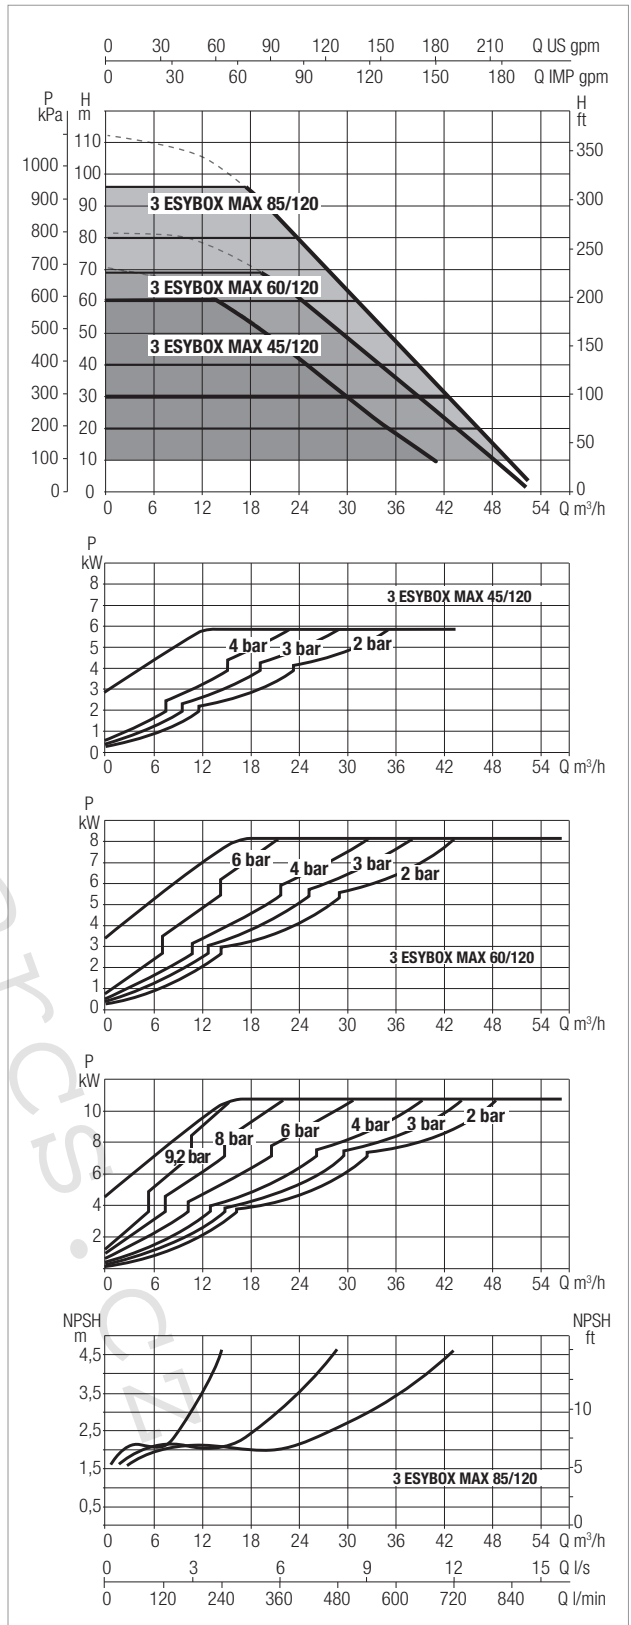 0 30 60 90 120 150 180 210 Q US gpm
0 30 60 90 120 150 180 Q IMP gpm
P kPa
H m
H ft
110
1000 100 350
900 90 300
800 80 250
700 70
600 60 200
500 50 150
400 40
300 30 100
200 20 50
100 10
0 0 0
3 ESYBOX MAX 85/120
3 ESYBOX MAX 60/120
3 ESYBOX MAX 45/120
0 6 12 18 24 30 36 42 48 54 Q m³/h
P
kW
8
7
6
5
4
3
2
1
0
3 ESYBOX MAX 45/120
4 bar 3 bar 2 bar
0 6 12 18 24 30 36 42 48 54 Q m³/h
P
kW
8
7
6
5
4
3
2
1
0
6 bar 4 bar 3 bar 2 bar
3 ESYBOX MAX 60/120
0 6 12 18 24 30 36 42 48 54 Q m³/h
P
kW
10
8
6
4
2
9,2 bar 8 bar 6 bar 4 bar 3 bar 2 bar
0 6 12 18 24 30 36 42 48 54 Q m³/h
NPSH m
NPSH ft
4,5
3,5
2,5
1,5
0,5
10
5
0
3 ESYBOX MAX 85/120
0 6 12 18 24 30 36 42 48 54 Q m³/h
0 3 6 9 12 15 Q l/s
0 120 240 360 480 600 720 840 Q l/min
rcs.cz